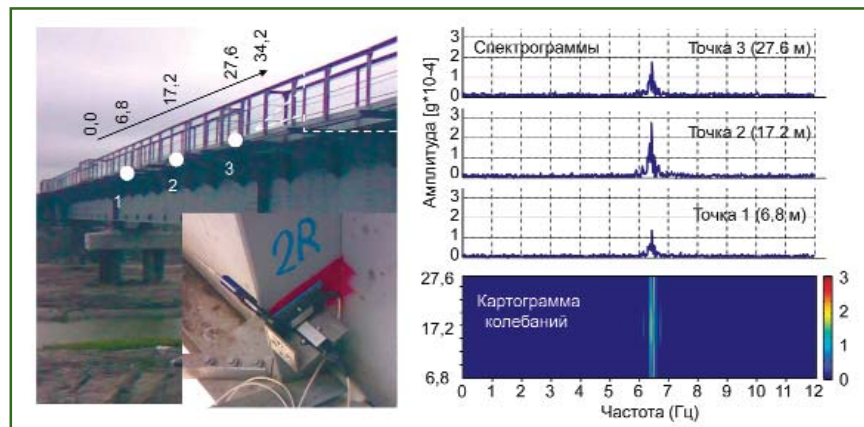 0,0
6,8
17,2
27,6
34,2
1
2
3
2R
Амплитуда [g*10-4]
3
2
1
0
Спектрограммы
Точка 3 (27.6 м)
3
2
1
0
Точка 2 (17.2 м)
3
2
1
0
Точка 1 (6,8 м)
27,6
17,2
6,8
Картограмма
колебаний
3
2
1
0
0 1 2 3 4 5 6 7 8 9 10 11 12
Частота (Гц)